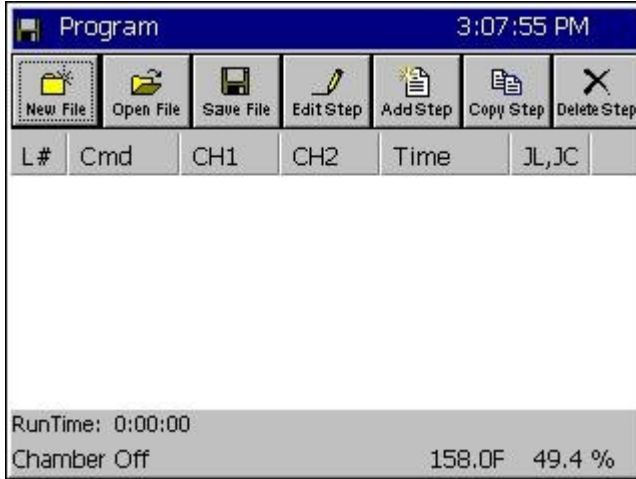 Program 3:07:55 PM
New File Open File Save File Edit Step Add Step Copy Step Delete Step
L# Cmd CH1 CH2 Time JL,JC
RunTime: 0:00:00
Chamber Off 158.0F 49.4 %